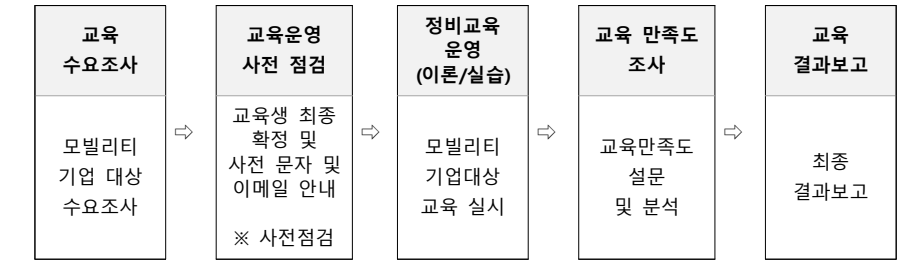 교육
수요조사
모빌리티
기업 대상
수요조사
⇨
교육운영
사전 점검
교육생 최종
확정 및
사전 문자 및
이메일 안내
※ 사전점검
⇨
정비교육
운영
(이론/실습)
모빌리티
기업대상
교육 실시
⇨
교육 만족도
조사
교육만족도
설문
및 분석
⇨
교육
결과보고
최종
결과보고